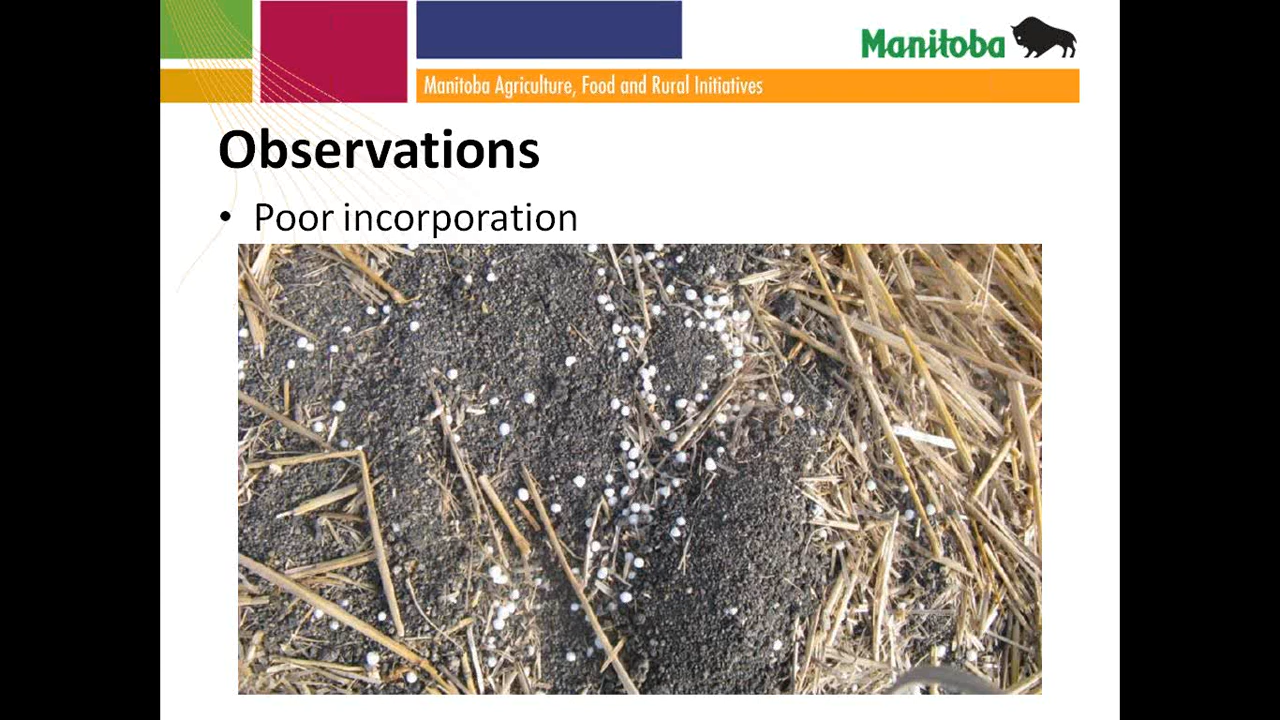 Manitoba
Manitoba Agriculture, Food and Rural Initiatives
Observations
• Poor incorporation